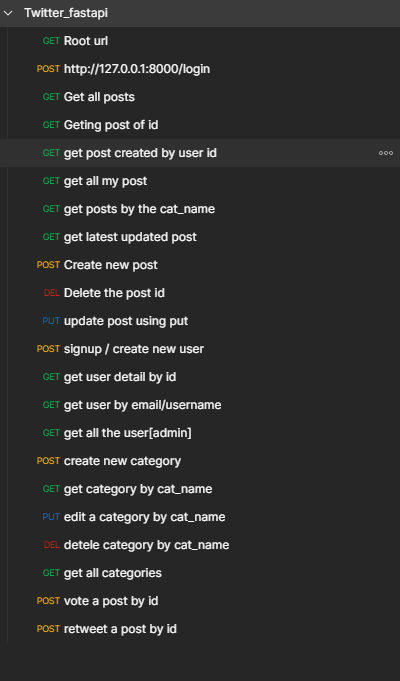 Twitter_fastapi
GET Root url
POST http://127.0.0.1:8000/login
GET Get all posts
GET Geting post of id
GET get post created by user id
GET get all my post
GET get posts by the cat_name
GET get latest updated post
POST Create new post
DEL Delete the post id
PUT update post using put
POST signup / create new user
GET get user detail by id
GET get user by email/username
GET get all the user[admin]
POST create new category
GET get category by cat_name
PUT edit a category by cat_name
DEL detele category by cat_name
GET get all categories
POST vote a post by id
POST retweet a post by id